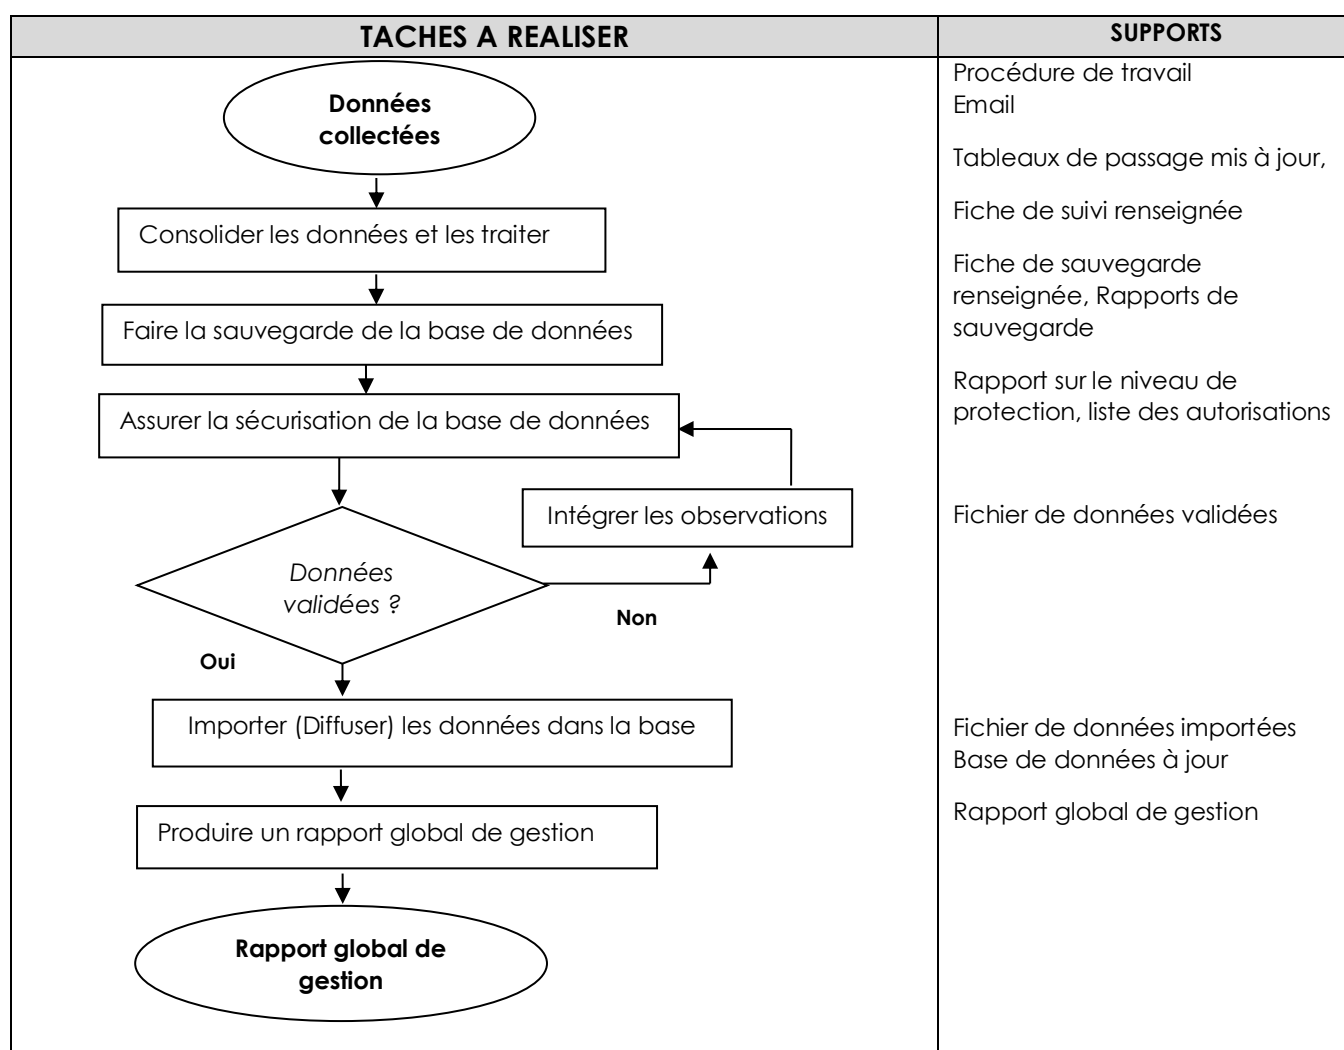 TACHES A REALISER
SUPPORTS
Données
collectées
Consolider les données et les traiter
Faire la sauvegarde de la base de données
Assurer la sécurisation de la base de données
Intégrer les observations
Données
validées ?
Non
Oui
Importer (Diffuser) les données dans la base
Produire un rapport global de gestion
Rapport global de
gestion
Procédure de travail
Email
Tableaux de passage mis à jour,
Fiche de suivi renseignée
Fiche de sauvegarde
renseignée, Rapports de
sauvegarde
Rapport sur le niveau de
protection, liste des autorisations
Fichier de données validées
Fichier de données importées
Base de données à jour
Rapport global de gestion